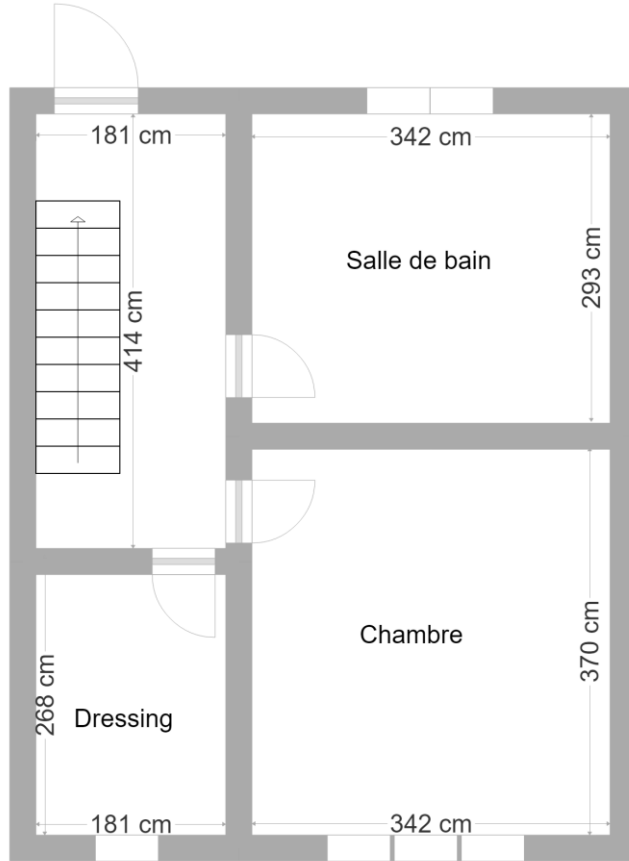 181 cm
342 cm
Salle de bain
293 cm
414 cm
Chambre
370 cm
268 cm
Dressing
181 cm
342 cm